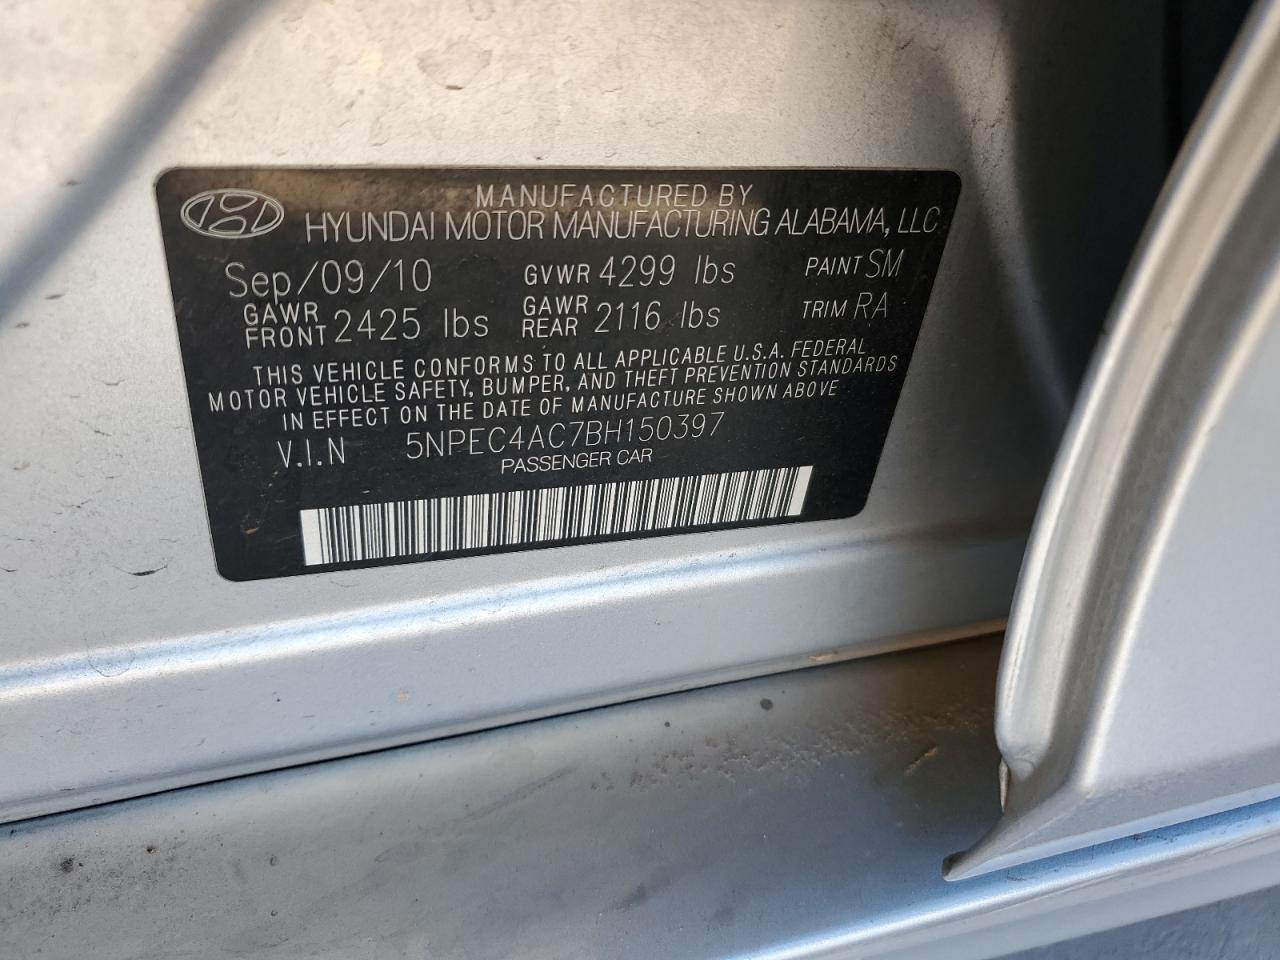 MANUFACTURED BY
HYUNDAI MOTOR MANUFACTURING ALABAMA, LLC
Sep/09/10 GVWR 4299 lbs PAINT SM
GAWR FRONT 2425 lbs GAWR REAR 2116 lbs TRIM RA
THIS VEHICLE CONFORMS TO ALL APPLICABLE U.S.A. FEDERAL
MOTOR VEHICLE SAFETY, BUMPER, AND THEFT PREVENTION STANDARDS
IN EFFECT ON THE DATE OF MANUFACTURE SHOWN ABOVE
V.I.N 5NPEC4AC7BH150397
PASSENGER CAR